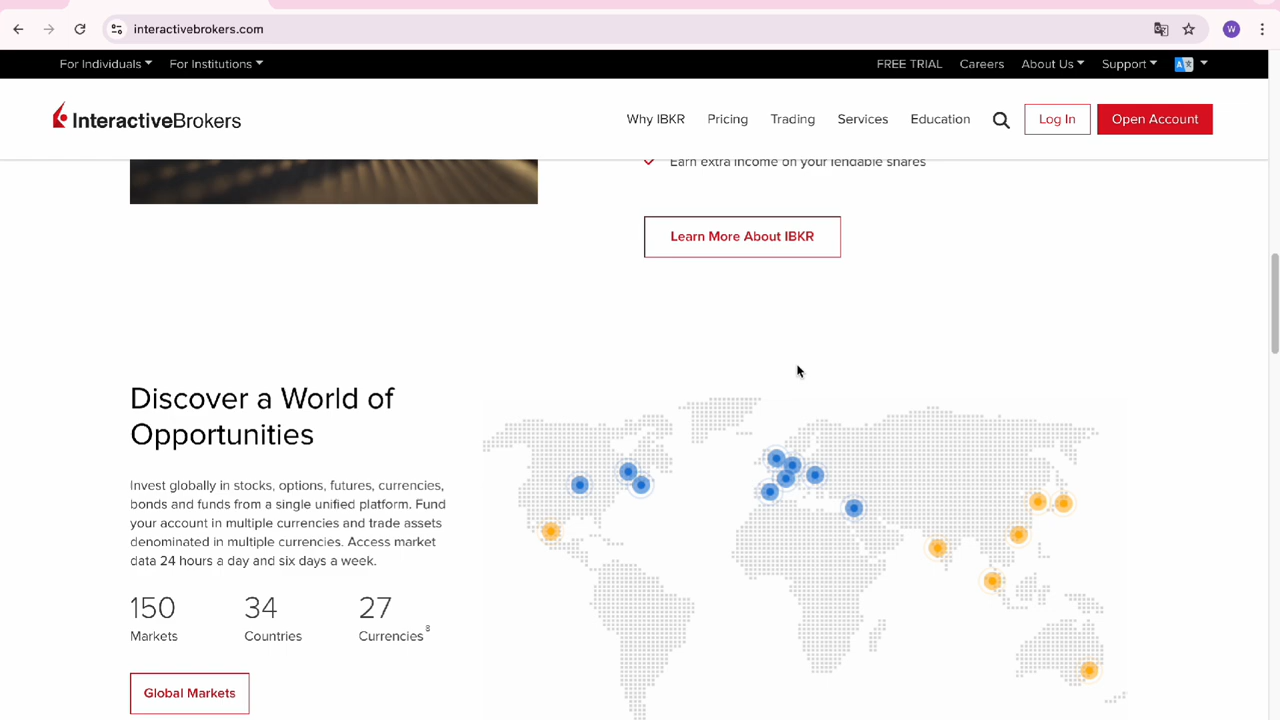 interactivebrokers.com
W
For Individuals For Institutions FREE TRIAL Careers About Us Support
InteractiveBrokers Why IBKR Pricing Trading Services Education Log In Open Account
Earn extra income on your lendable shares
Learn More About IBKR
Discover a World of
Opportunities
Invest globally in stocks, options, futures, currencies,
bonds and funds from a single unified platform. Fund
your account in multiple currencies and trade assets
denominated in multiple currencies. Access market
data 24 hours a day and six days a week.
150 34 27
Markets Countries Currencies 8
Global Markets